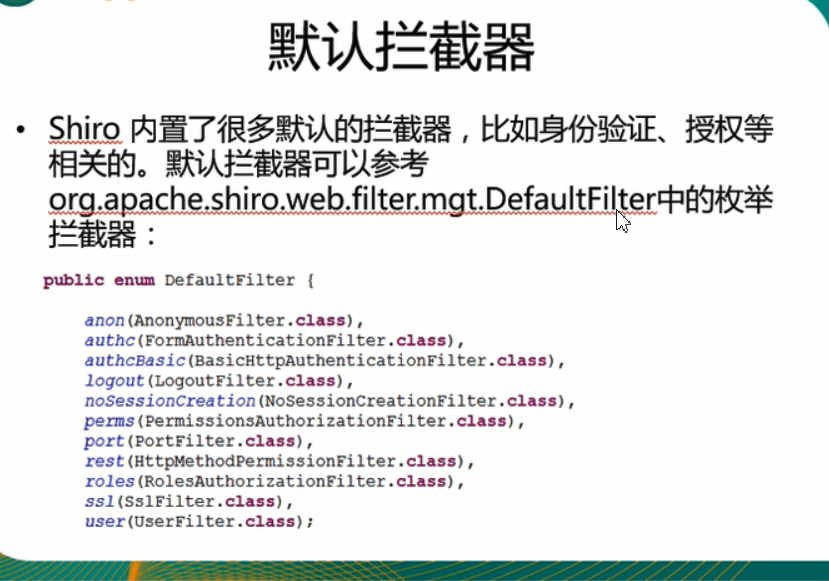 默认拦截器
• Shiro 内置了很多默认的拦截器，比如身份验证、授权等
相关的。默认拦截器可以参考
org.apache.shiro.web.filter.mgt.DefaultFilter中的枚举
拦截器：
public enum DefaultFilter {
anon(AnonymousFilter.class),
authc(FormAuthenticationFilter.class),
authcBasic(BasicHttpAuthenticationFilter.class),
logout(LogoutFilter.class),
noSessionCreation(NoSessionCreationFilter.class),
perms(PermissionsAuthorizationFilter.class),
port(PortFilter.class),
rest(HttpMethodPermissionFilter.class),
roles(RolesAuthorizationFilter.class),
ssl(SslFilter.class),
user(UserFilter.class);